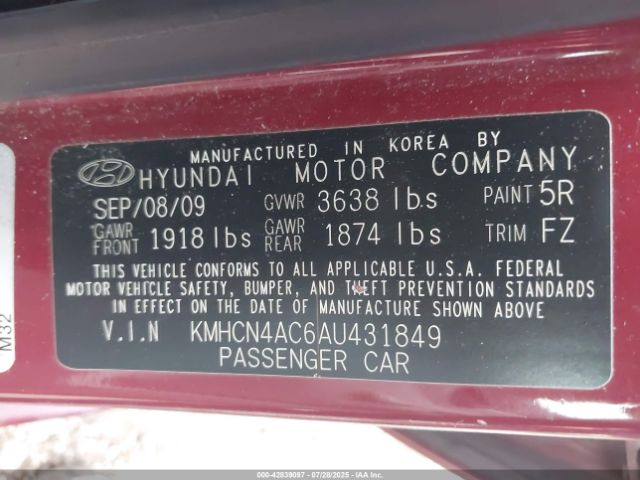 MANUFACTURED IN KOREA BY
HYUNDAI MOTOR COMPANY
SEP/08/09 GVWR 3638 lbs PAINT 5R
GAWR FRONT 1918 lbs GAWR REAR 1874 lbs TRIM FZ
THIS VEHICLE CONFORMS TO ALL APPLICABLE U.S.A. FEDERAL
MOTOR VEHICLE SAFETY, BUMPER, AND THEFT PREVENTION STANDARDS
IN EFFECT ON THE DATE OF MANUFACTURE SHOWN ABOVE
V.I.N KMHCN4AC6AU431849
PASSENGER CAR
M32
000-42839097 - 07/28/2025 - IAAI.COM